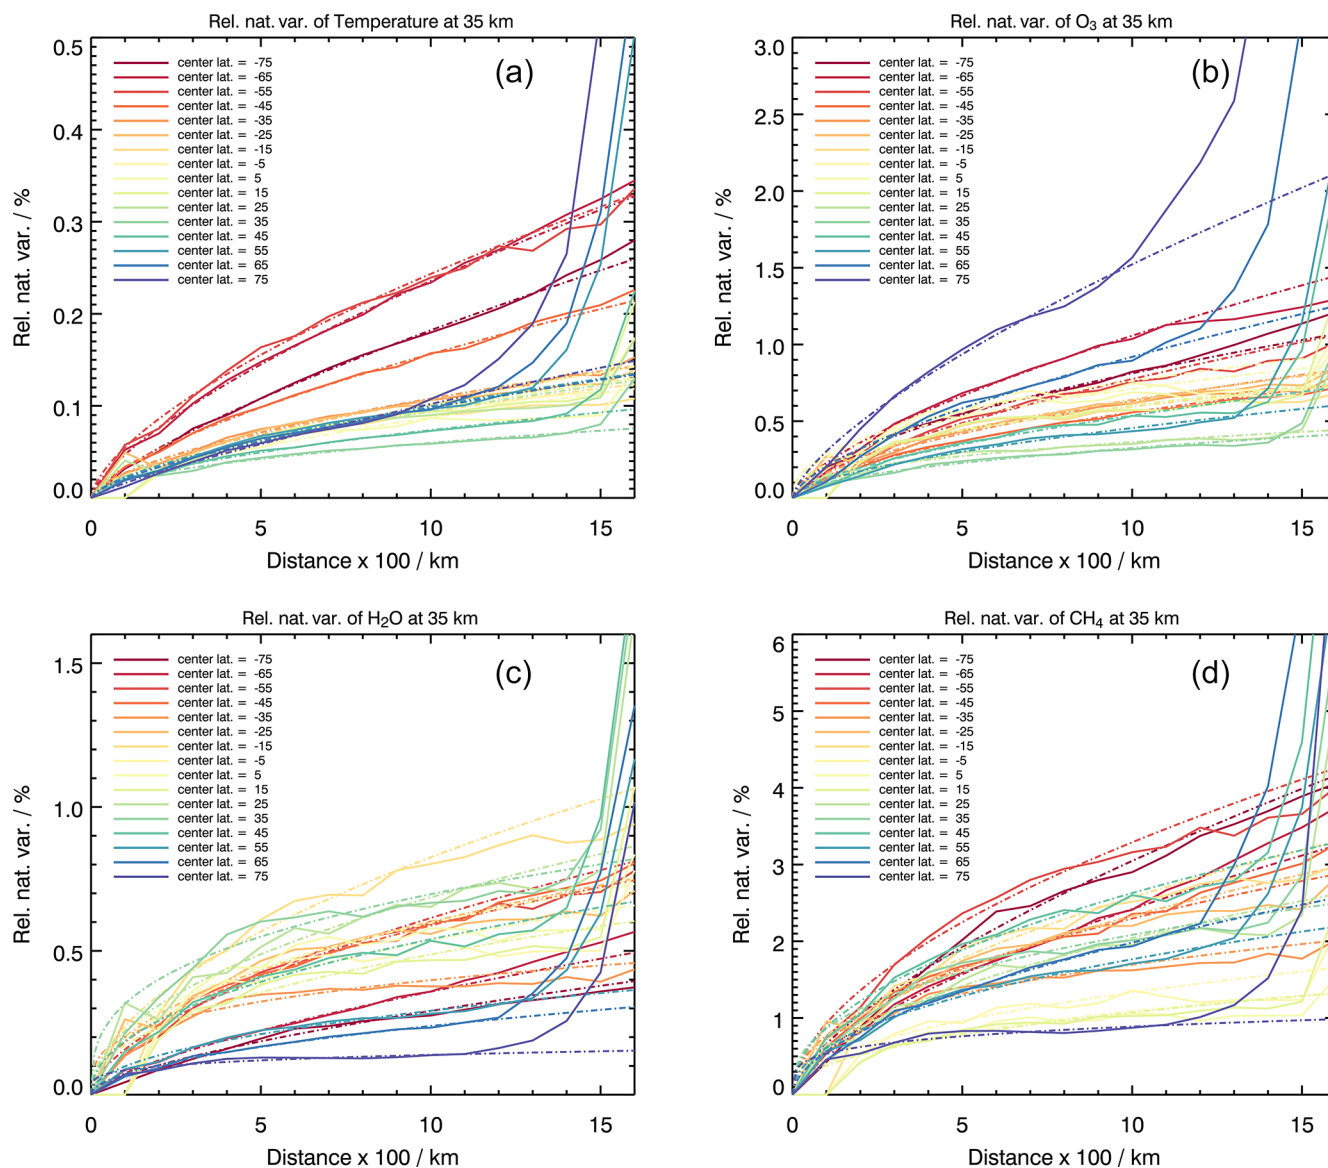 Rel. nat. var. of Temperature at 35 km
(a)
Rel. nat. var. / %
0.5
0.4
0.3
0.2
0.1
0.0
center lat. = -75
center lat. = -65
center lat. = -55
center lat. = -45
center lat. = -35
center lat. = -25
center lat. = -15
center lat. = -5
center lat. = 5
center lat. = 15
center lat. = 25
center lat. = 35
center lat. = 45
center lat. = 55
center lat. = 65
center lat. = 75
0 5 10 15
Distance x 100 / km
Rel. nat. var. of O3 at 35 km
(b)
Rel. nat. var. / %
3.0
2.5
2.0
1.5
1.0
0.5
0.0
center lat. = -75
center lat. = -65
center lat. = -55
center lat. = -45
center lat. = -35
center lat. = -25
center lat. = -15
center lat. = -5
center lat. = 5
center lat. = 15
center lat. = 25
center lat. = 35
center lat. = 45
center lat. = 55
center lat. = 65
center lat. = 75
0 5 10 15
Distance x 100 / km
Rel. nat. var. of H2O at 35 km
(c)
Rel. nat. var. / %
1.5
1.0
0.5
0.0
center lat. = -75
center lat. = -65
center lat. = -55
center lat. = -45
center lat. = -35
center lat. = -25
center lat. = -15
center lat. = -5
center lat. = 5
center lat. = 15
center lat. = 25
center lat. = 35
center lat. = 45
center lat. = 55
center lat. = 65
center lat. = 75
0 5 10 15
Distance x 100 / km
Rel. nat. var. of CH4 at 35 km
(d)
Rel. nat. var. / %
6
5
4
3
2
1
0
center lat. = -75
center lat. = -65
center lat. = -55
center lat. = -45
center lat. = -35
center lat. = -25
center lat. = -15
center lat. = -5
center lat. = 5
center lat. = 15
center lat. = 25
center lat. = 35
center lat. = 45
center lat. = 55
center lat. = 65
center lat. = 75
0 5 10 15
Distance x 100 / km